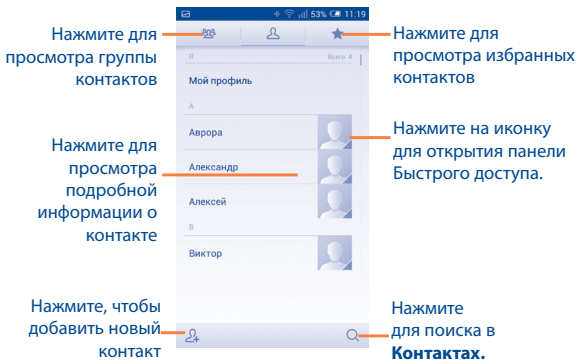 Нажмите для
просмотра группы
контактов
Нажмите для
просмотра
подробной
информации о
контакте
Нажмите, чтобы
добавить новый
контакт
53% 11:19
Я Всего: 4
Мой профиль
А
Аврора
Александр
Алексей
В
Виктор
Нажмите для
просмотра избранных
контактов
Нажмите на иконку
для открытия панели
Быстрого доступа.
Нажмите
для поиска в
Контактах.